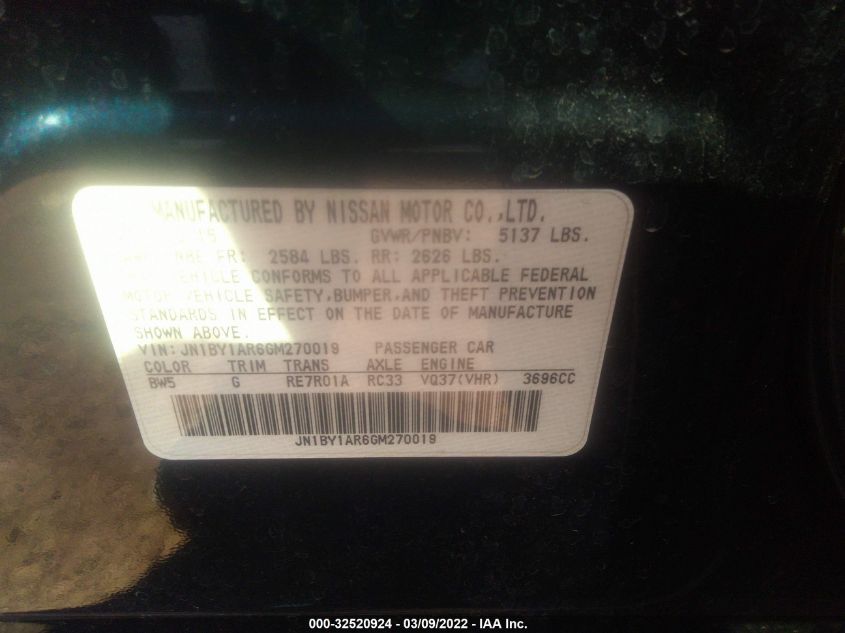 MANUFACTURED BY NISSAN MOTOR CO.,LTD.
15 GVWR/PNBV: 5137 LBS.
FR: 2584 LBS. RR: 2626 LBS.
VEHICLE CONFORMS TO ALL APPLICABLE FEDERAL
MOTOR VEHICLE SAFETY,BUMPER,AND THEFT PREVENTION
STANDARDS IN EFFECT ON THE DATE OF MANUFACTURE
SHOWN ABOVE.
VIN: JN1BY1AR6GM270019 PASSENGER CAR
COLOR TRIM TRANS AXLE ENGINE
BW5 G RE7R01A RC33 VQ37(VHR) 3696CC
JN1BY1AR6GM270019
000-32520924 - 03/09/2022 - IAA Inc.